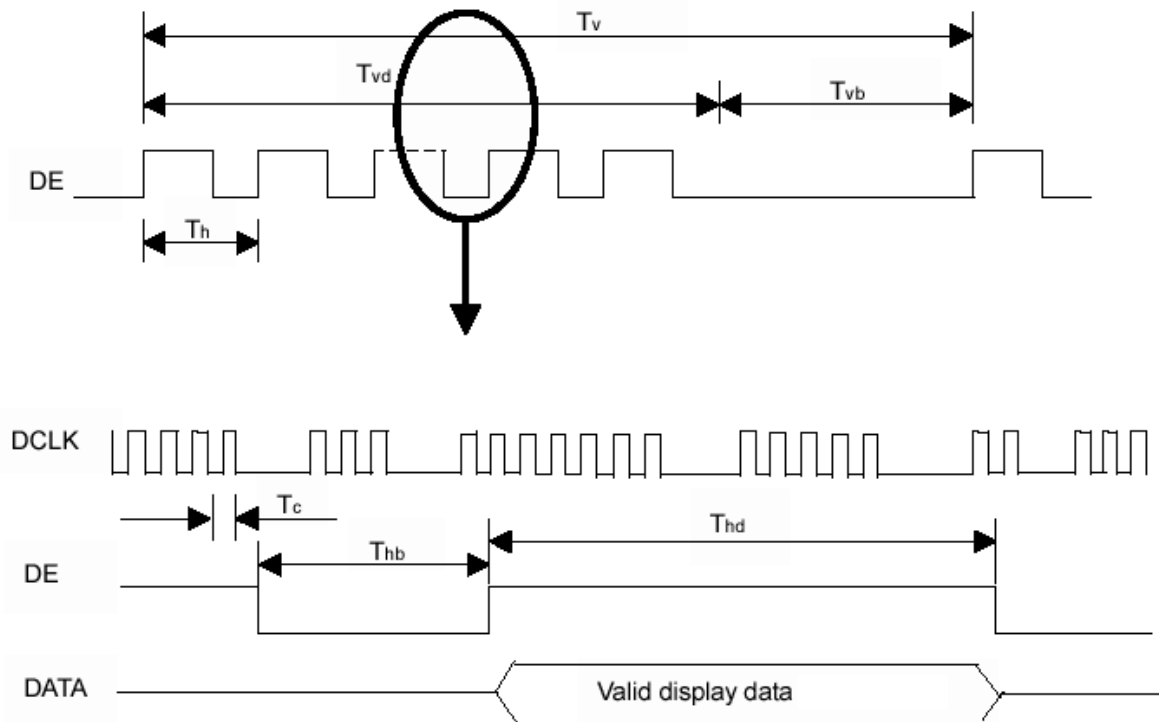 Tv
Tvd
Tvb
DE
Th
DCLK
Tc
Thd
Thb
DE
DATA
Valid display data